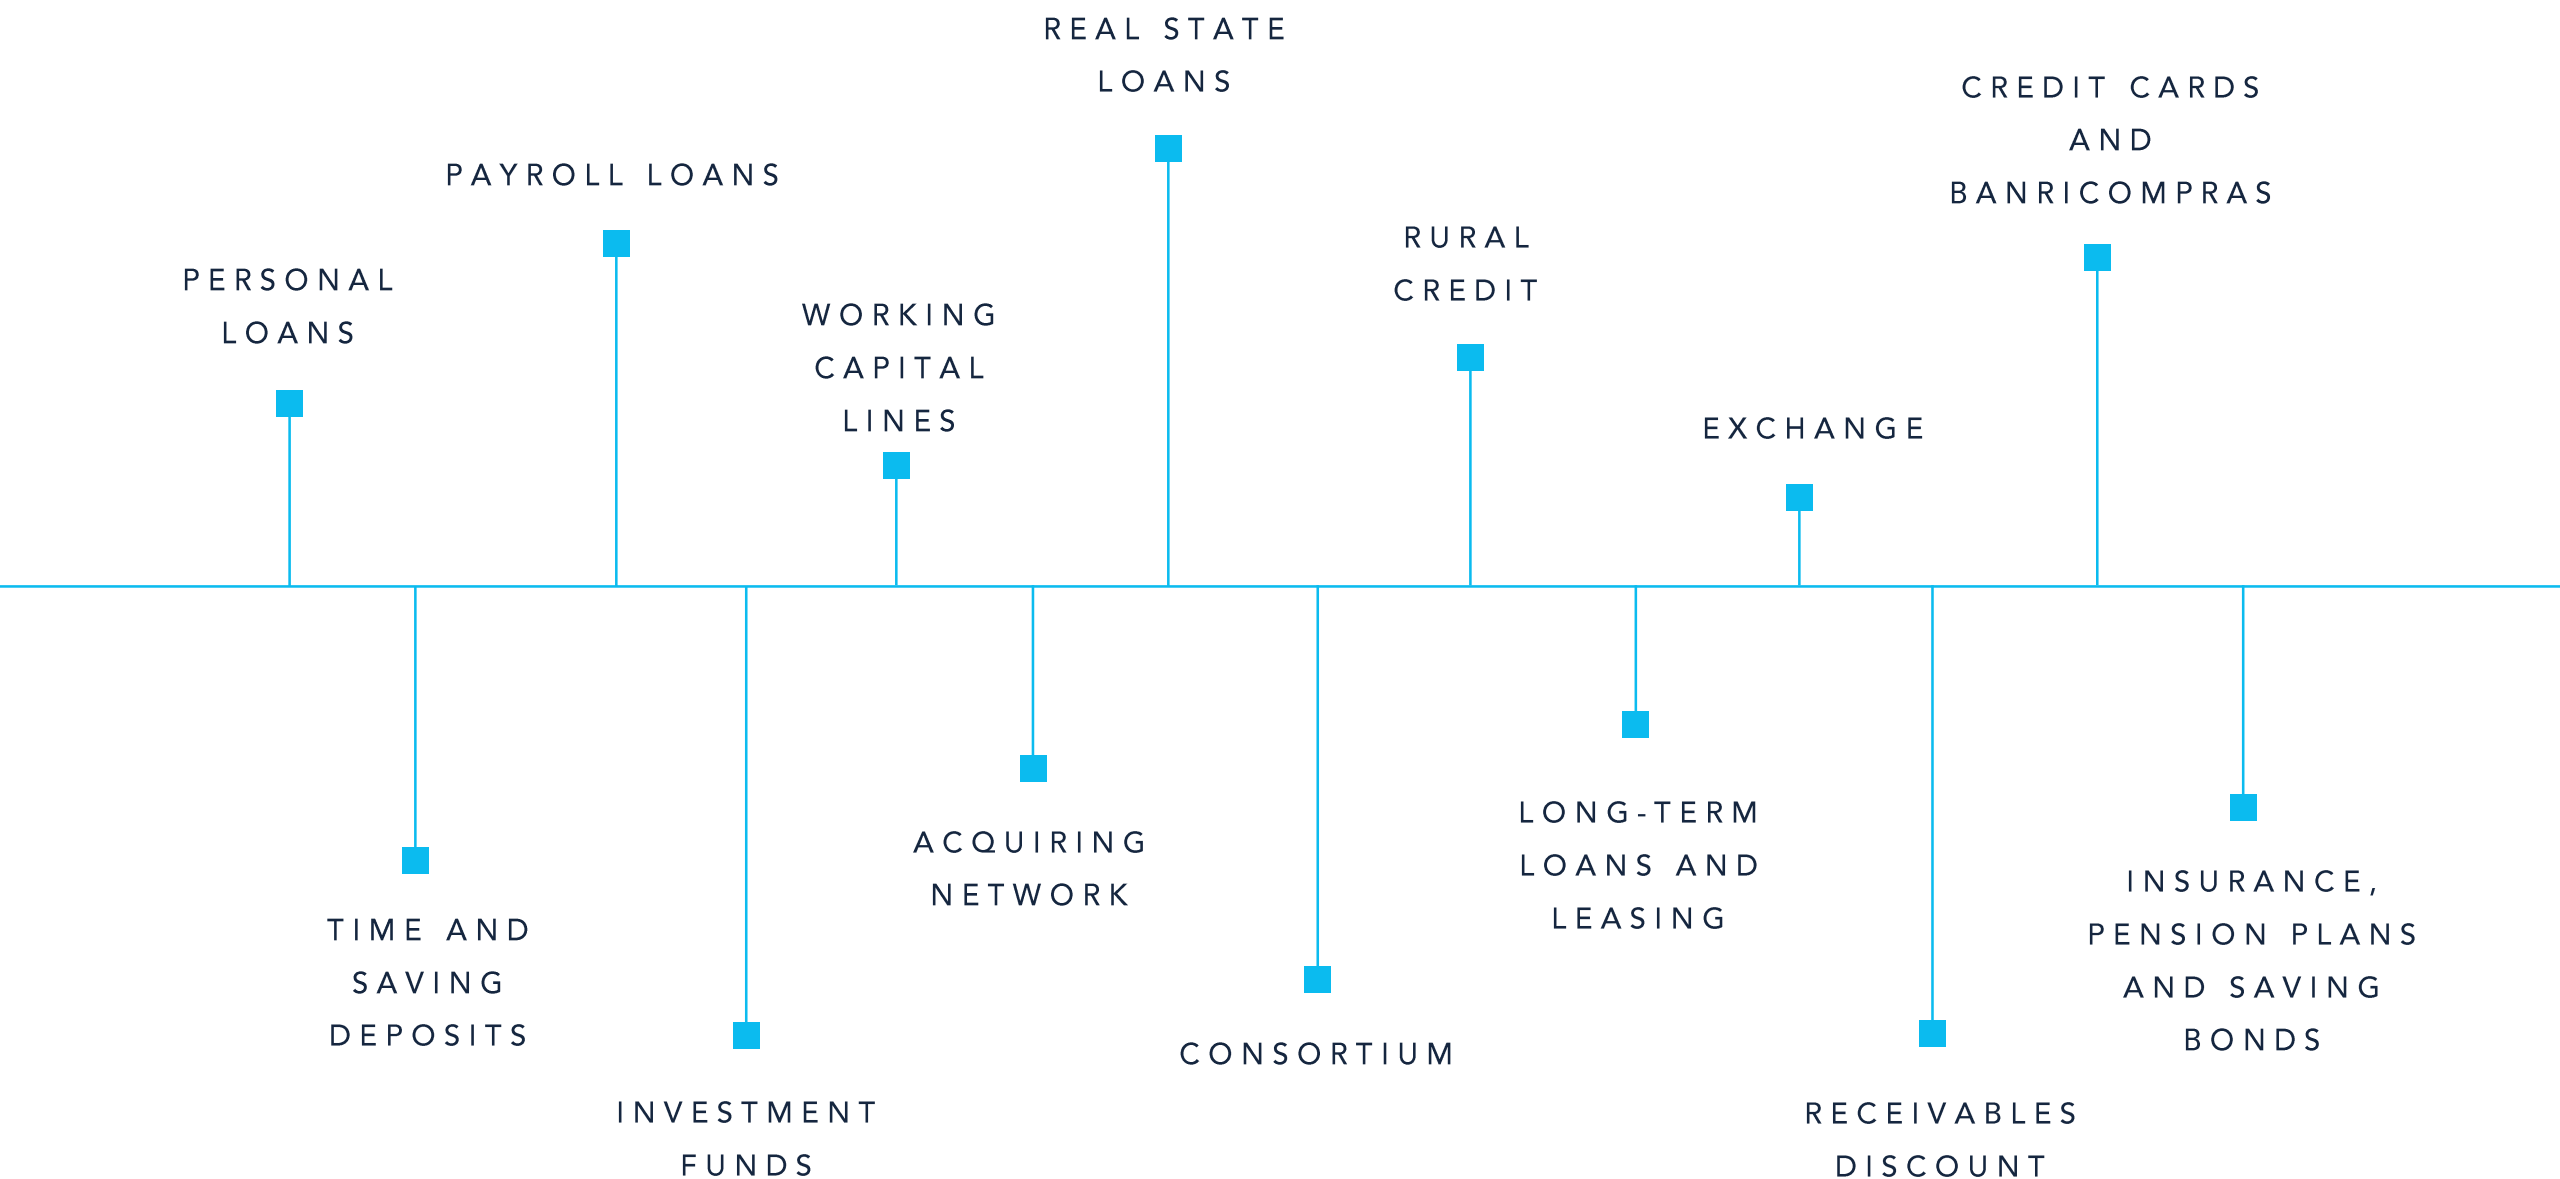 REAL STATE
LOANS
CREDIT CARDS
AND
BANRICOMPRAS
PAYROLL LOANS
RURAL
CREDIT
PERSONAL
LOANS
WORKING
CAPITAL
LINES
EXCHANGE
LONG-TERM
LOANS AND
LEASING
ACQUIRING
NETWORK
INSURANCE,
PENSION PLANS
AND SAVING
BONDS
TIME AND
SAVING
DEPOSITS
CONSORTIUM
INVESTMENT
FUNDS
RECEIVABLES
DISCOUNT